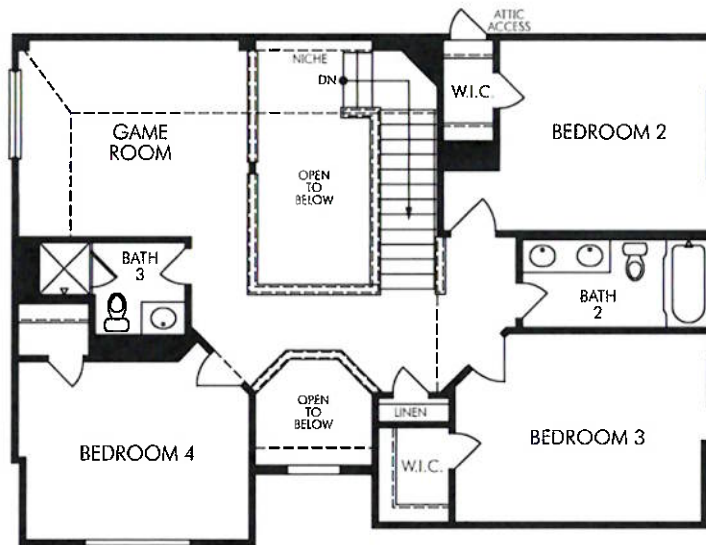 ATTIC
ACCESS
NICHE
DN
W.I.C.
GAME
ROOM
BEDROOM 2
OPEN
TO
BELOW
BATH
3
BATH
2
OPEN
TO
BELOW
LINEN
BEDROOM 4
W.I.C.
BEDROOM 3